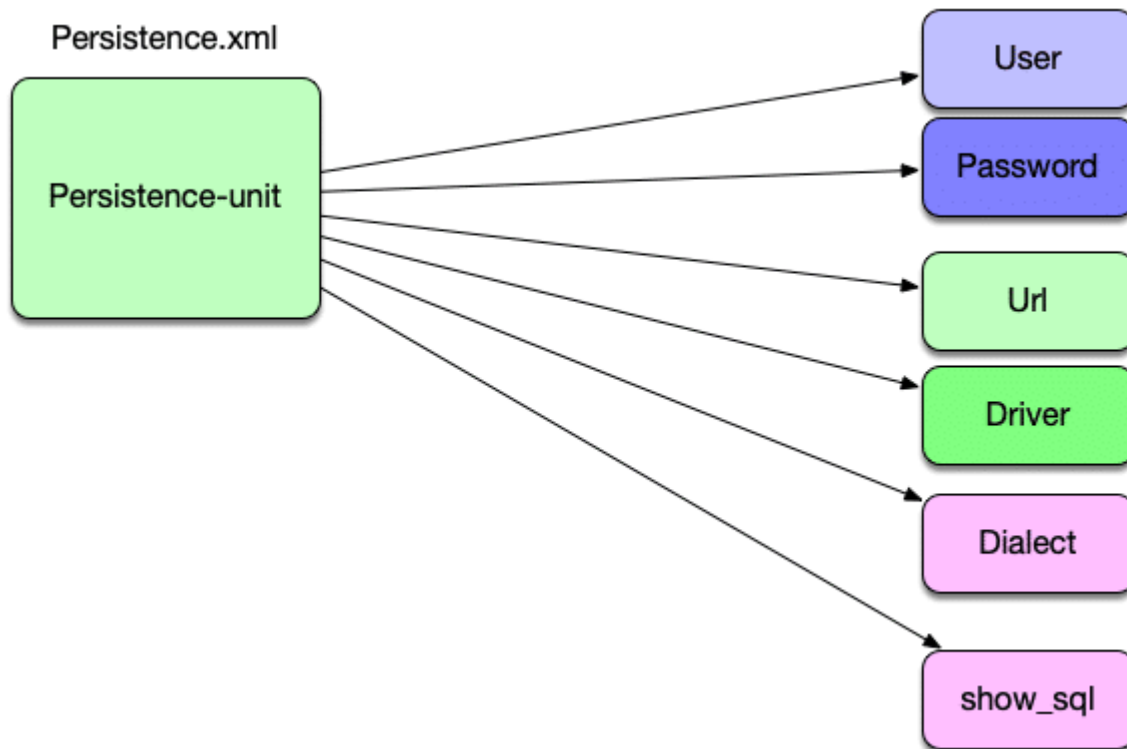 Persistence.xml
Persistence-unit
User
Password
Url
Driver
Dialect
show_sql